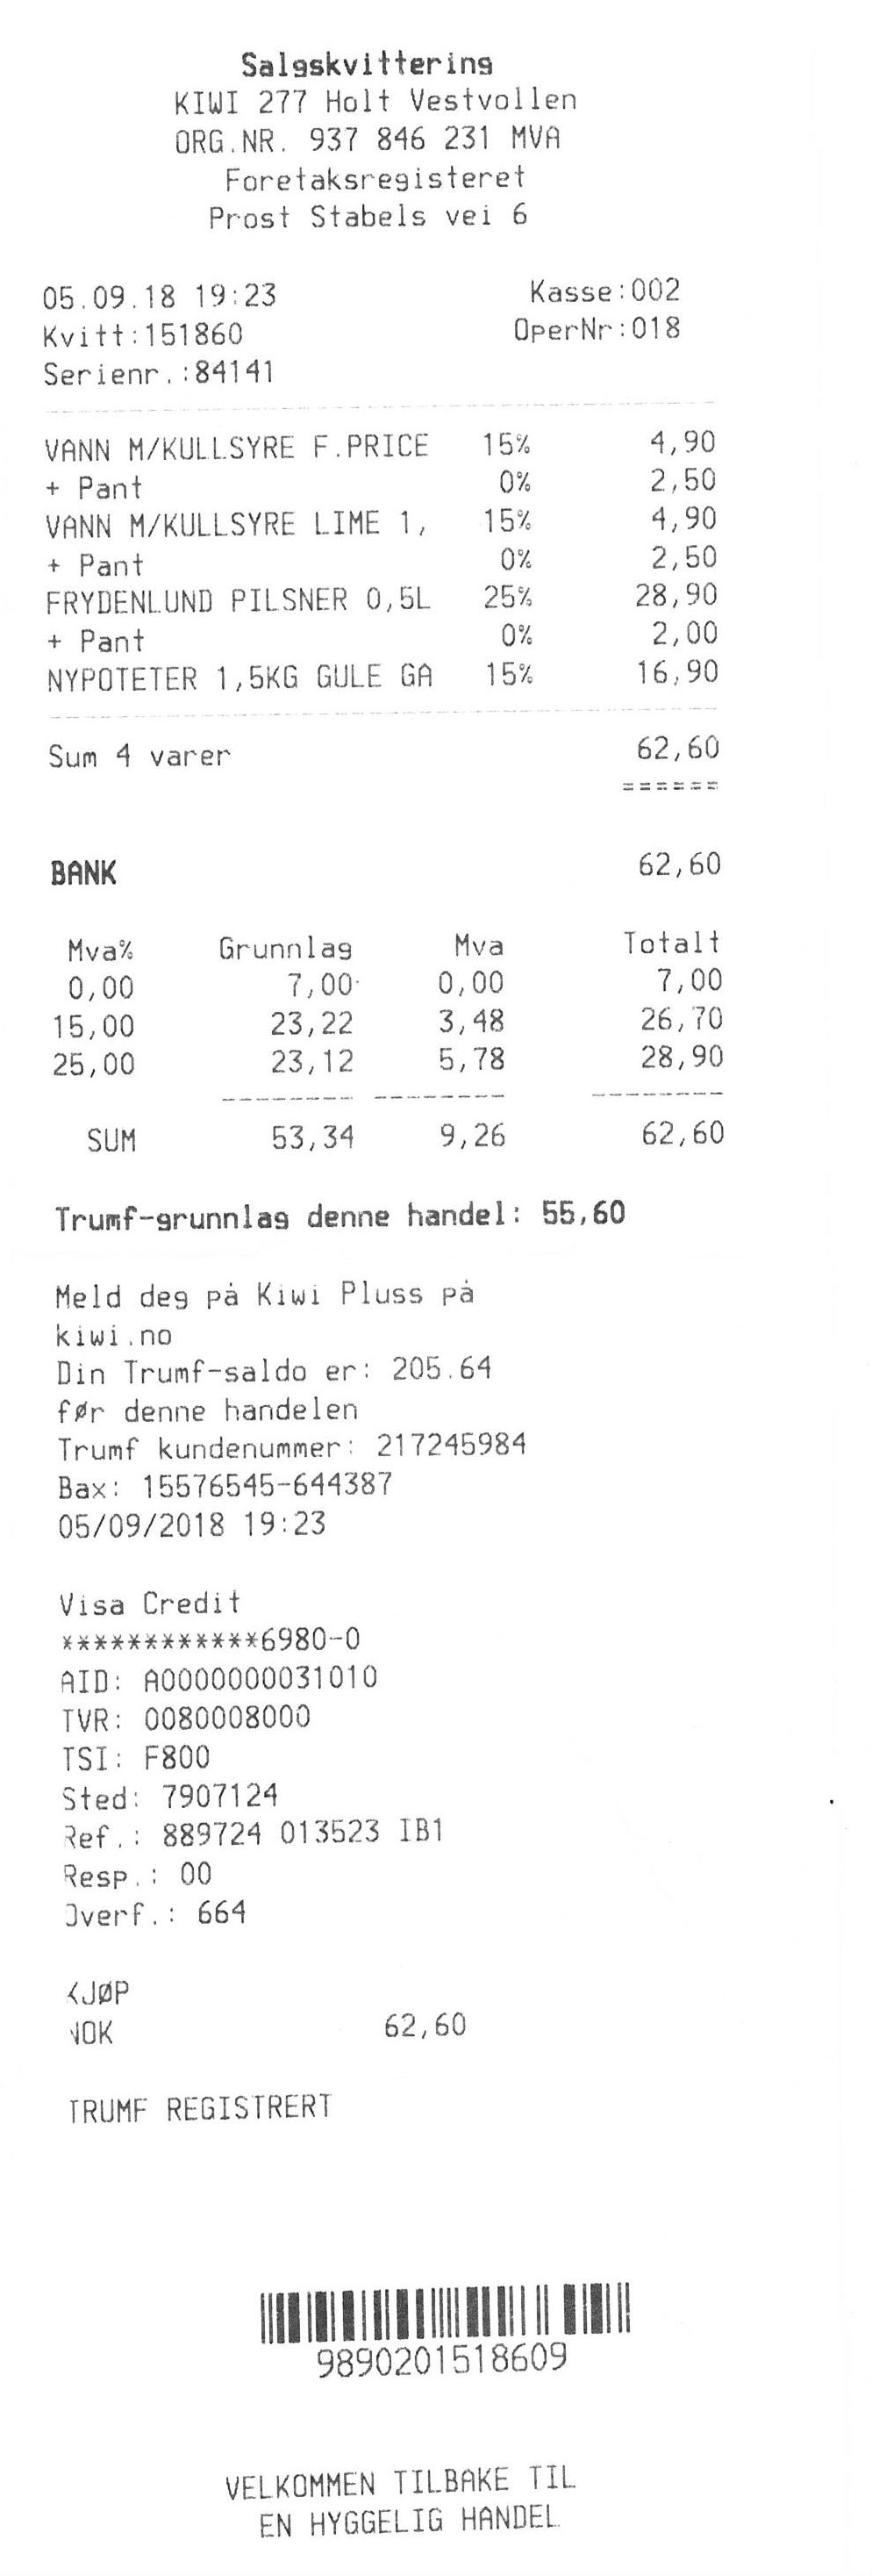 Salgskvittering
KIWI 277 Holt Vestvollen
ORG.NR. 937 846 231 MVA
Foretaksregisteret
Prost Stabels vei 6
05.09.18 19:23 Kasse:002
Kvitt:151860 OperNr:018
Serienr.:84141
VANN M/KULLSYRE F.PRICE 15% 4,90
+ Pant 0% 2,50
VANN M/KULLSYRE LIME 1, 15% 4,90
+ Pant 0% 2,50
FRYDENLUND PILSNER 0,5L 25% 28,90
+ Pant 0% 2,00
NYPOTETER 1,5KG GULE GA 15% 16,90
Sum 4 varer 62,60
======
BANK 62,60
Mva% Grunnlag Mva Totalt
0,00 7,00 0,00 7,00
15,00 23,22 3,48 26,70
25,00 23,12 5,78 28,90
SUM 53,34 9,26 62,60
Trumf-grunnlag denne handel: 55,60
Meld deg på Kiwi Pluss på
kiwi.no
Din Trumf-saldo er: 205.64
før denne handelen
Trumf kundenummer: 217245984
Bax: 15576545-644387
05/09/2018 19:23
Visa Credit
************6980-0
AID: A0000000031010
TVR: 0080008000
TSI: F800
Sted: 7907124
Ref.: 889724 013523 IB1
Resp.: 00
Overf.: 664
KJØP
NOK 62,60
TRUMF REGISTRERT
9890201518609
VELKOMMEN TILBAKE TIL
EN HYGGELIG HANDEL